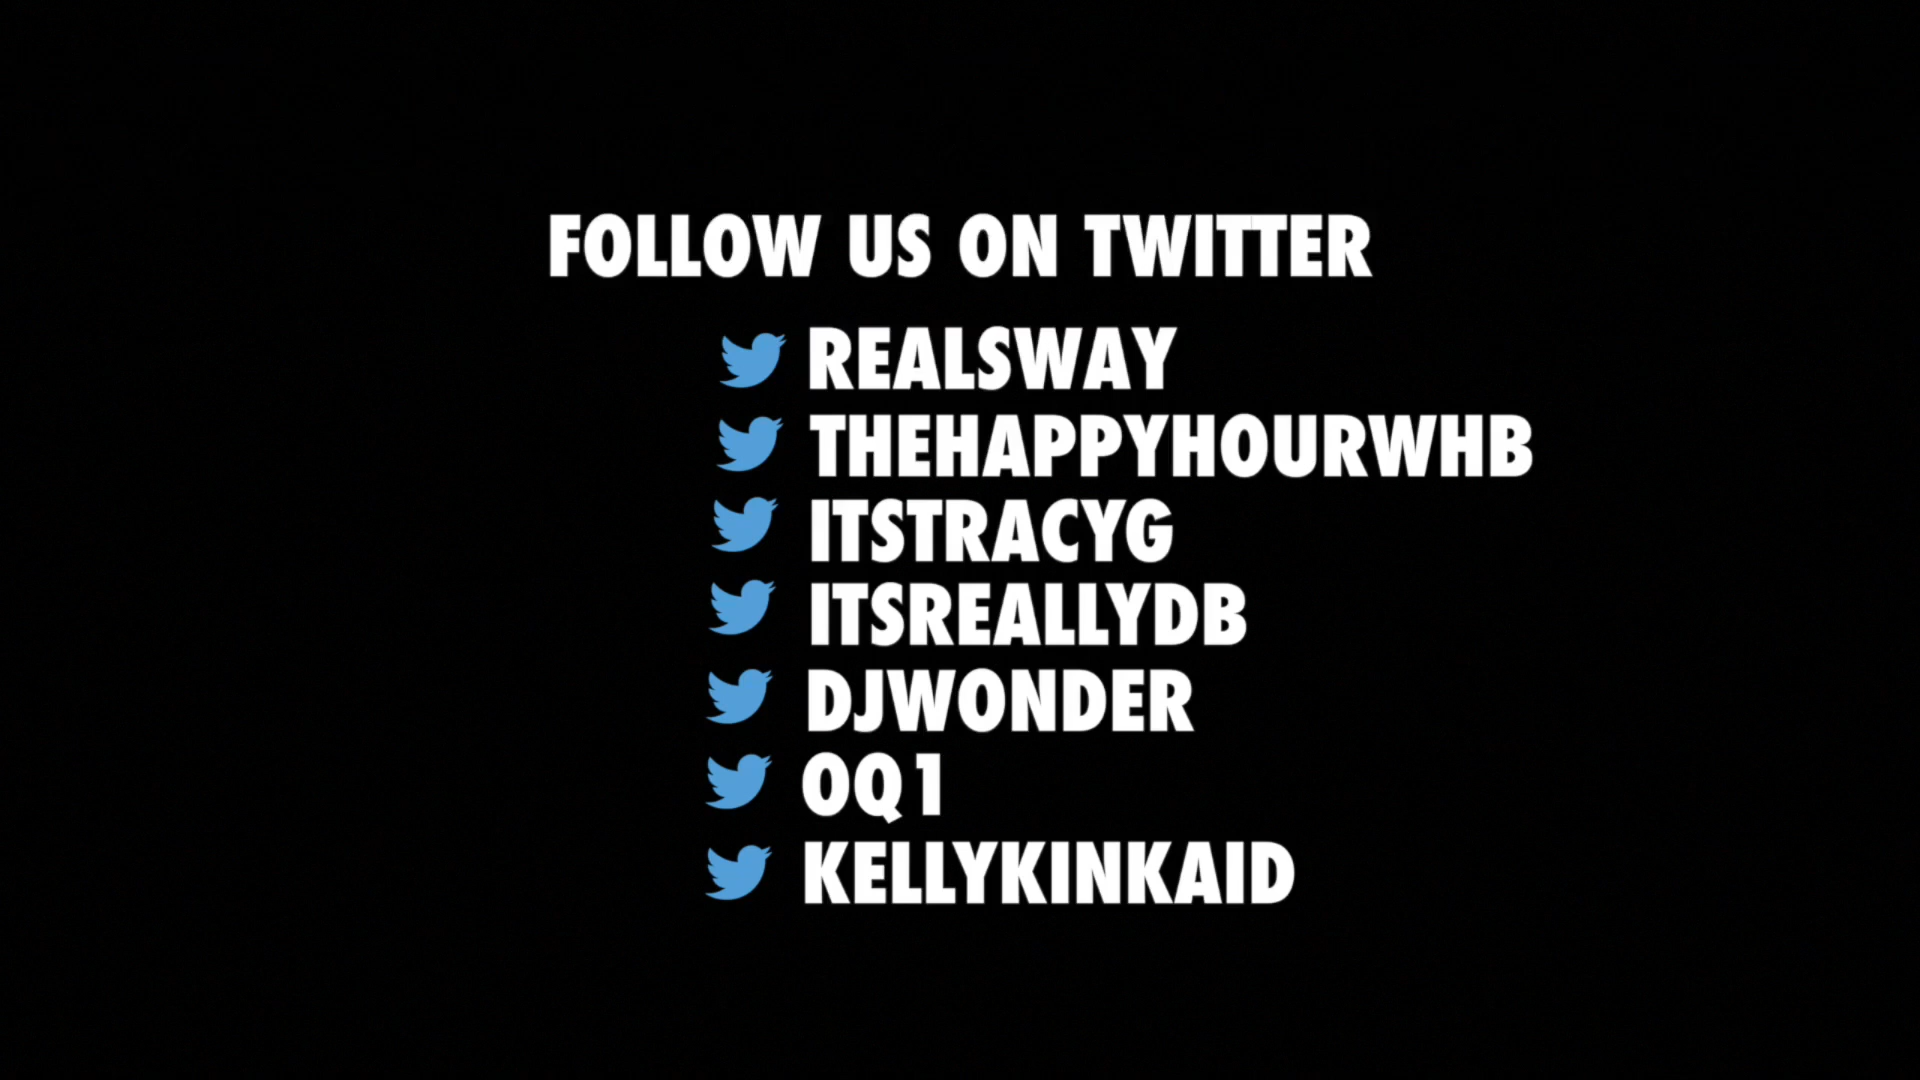 FOLLOW US ON TWITTER
REALSWAY
THEHAPPYHOURWHB
ITSTRACYG
ITSREALLYDB
DJWONDER
OQ1
KELLYKINKAID